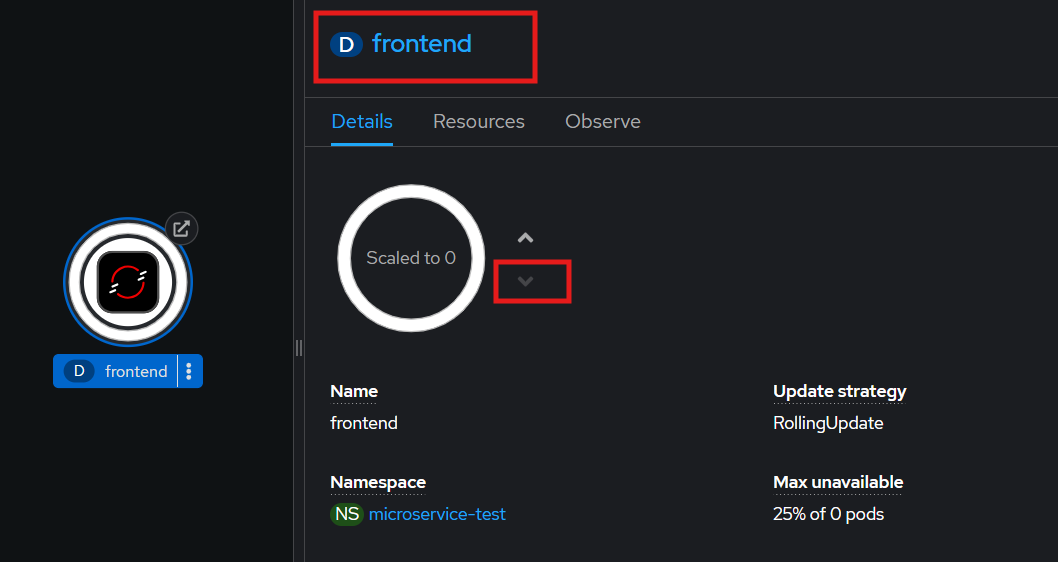 D frontend
Details Resources Observe
Scaled to 0
D frontend
Name
frontend
Update strategy
RollingUpdate
Namespace
NS microservice-test
Max unavailable
25% of 0 pods